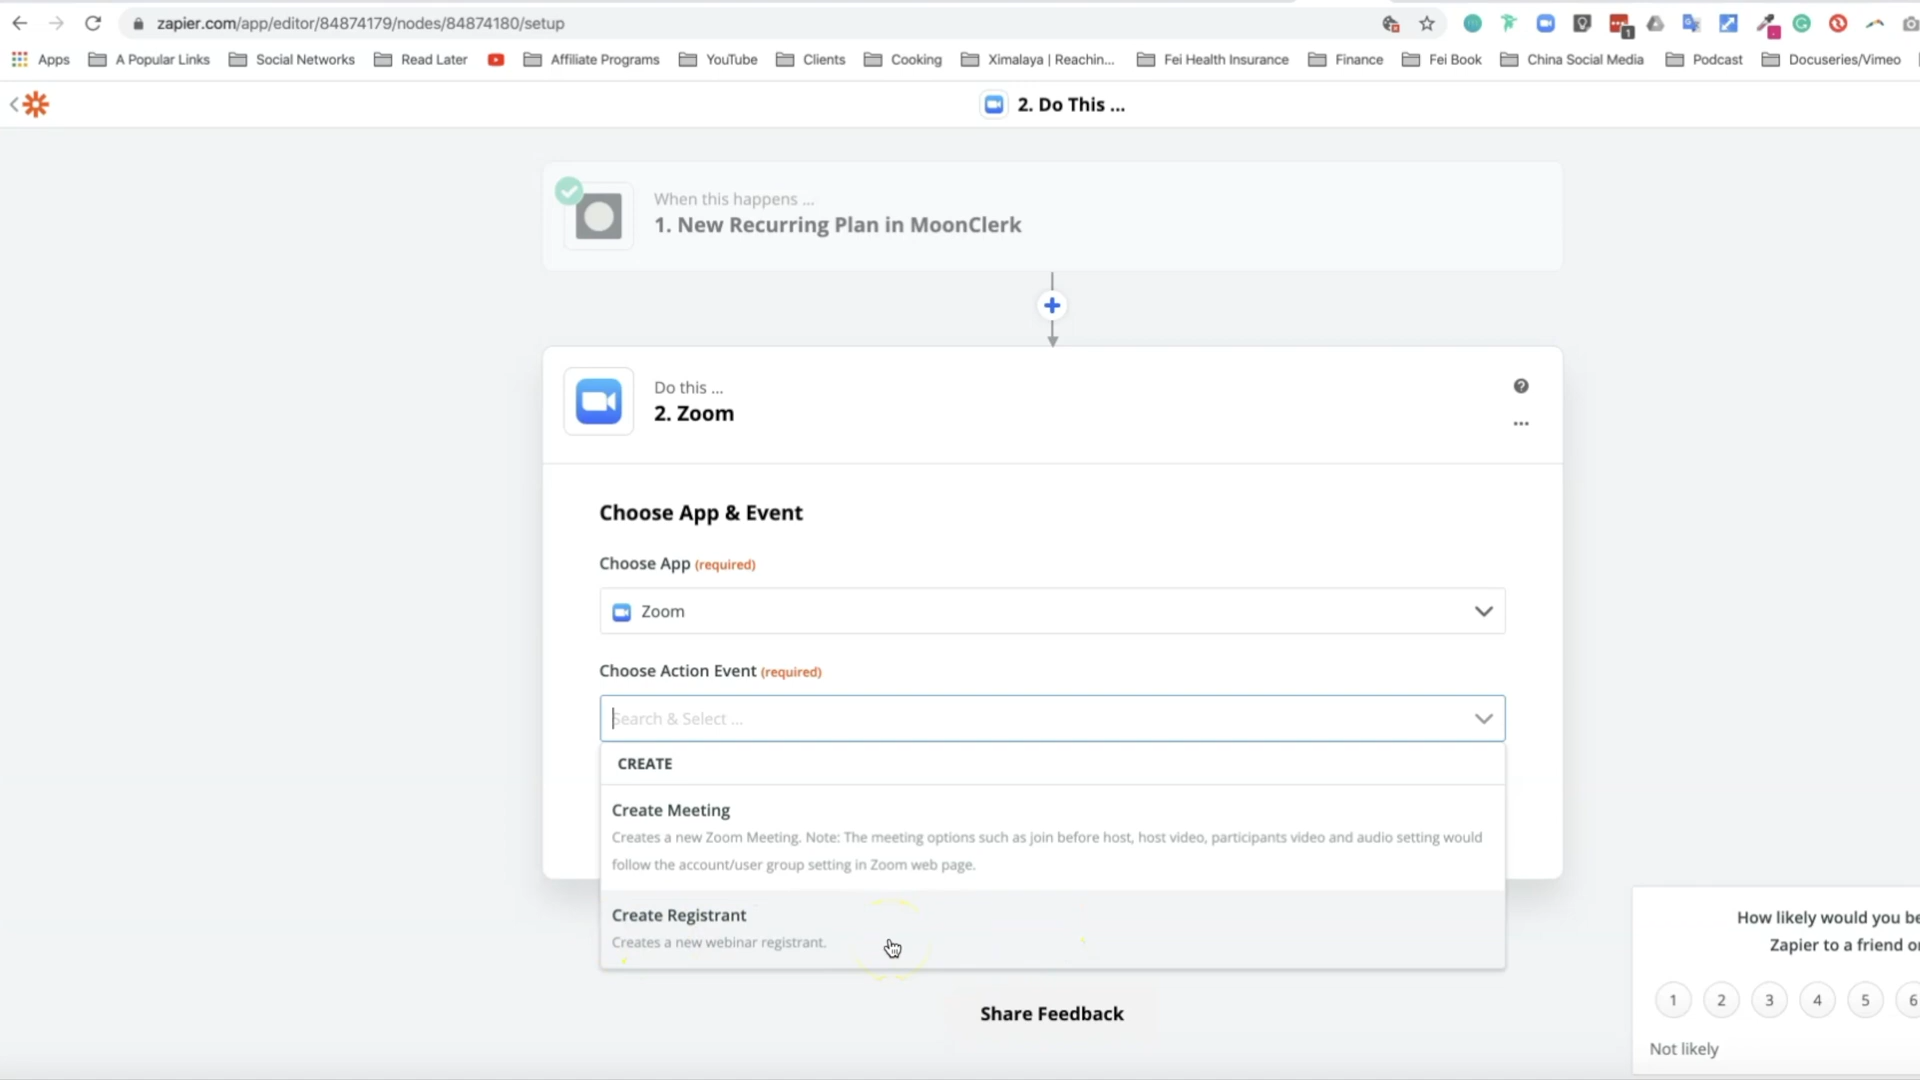 zapier.com/app/editor/84874179/nodes/84874180/setup
1
Apps A Popular Links Social Networks Read Later Affiliate Programs YouTube Clients Cooking Ximalaya | Reachin... Fei Health Insurance Finance Fei Book China Social Media Podcast Docuseries/Vimeo
2. Do This ...
When this happens ...
1. New Recurring Plan in MoonClerk
Do this ...
2. Zoom
Choose App & Event
Choose App (required)
Zoom
Choose Action Event (required)
Search & Select ...
CREATE
Create Meeting
Creates a new Zoom Meeting. Note: The meeting options such as join before host, host video, participants video and audio setting would
follow the account/user group setting in Zoom web page.
Create Registrant
Creates a new webinar registrant.
Share Feedback
How likely would you be
Zapier to a friend or
1 2 3 4 5 6
Not likely